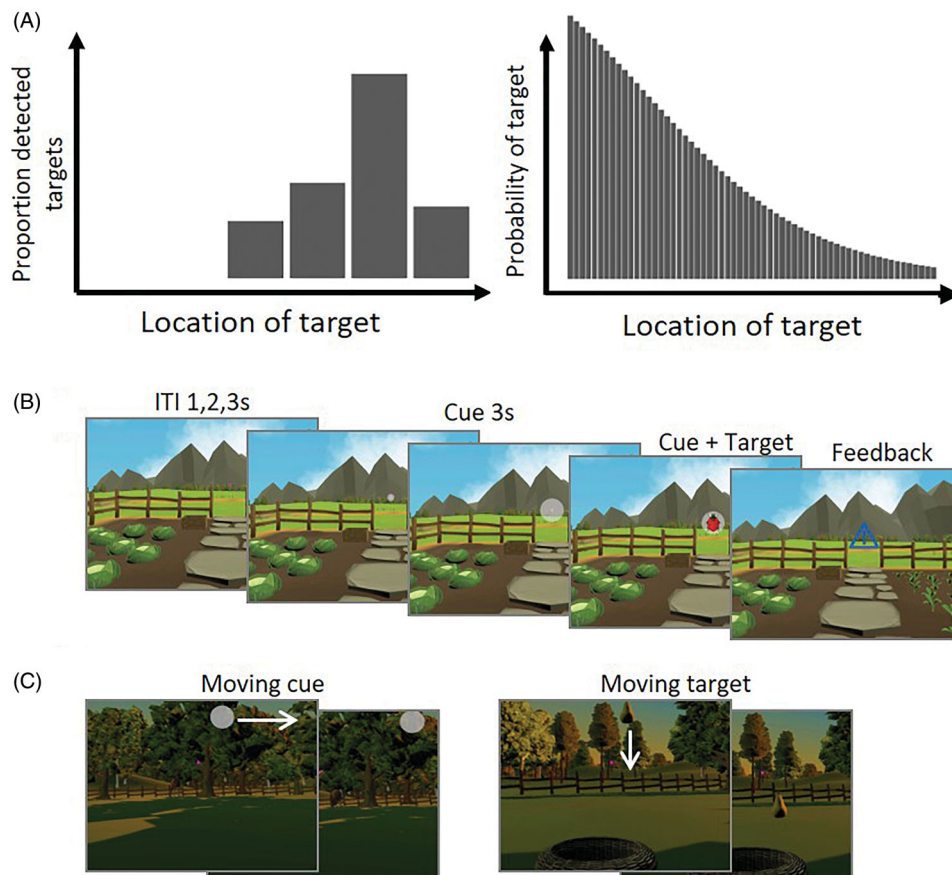 (A)
Proportion detected
targets
Location of target
Probability of target
Location of target
(B)
ITI 1,2,3s
Cue 3s
Cue + Target
Feedback
(C)
Moving cue
Moving target